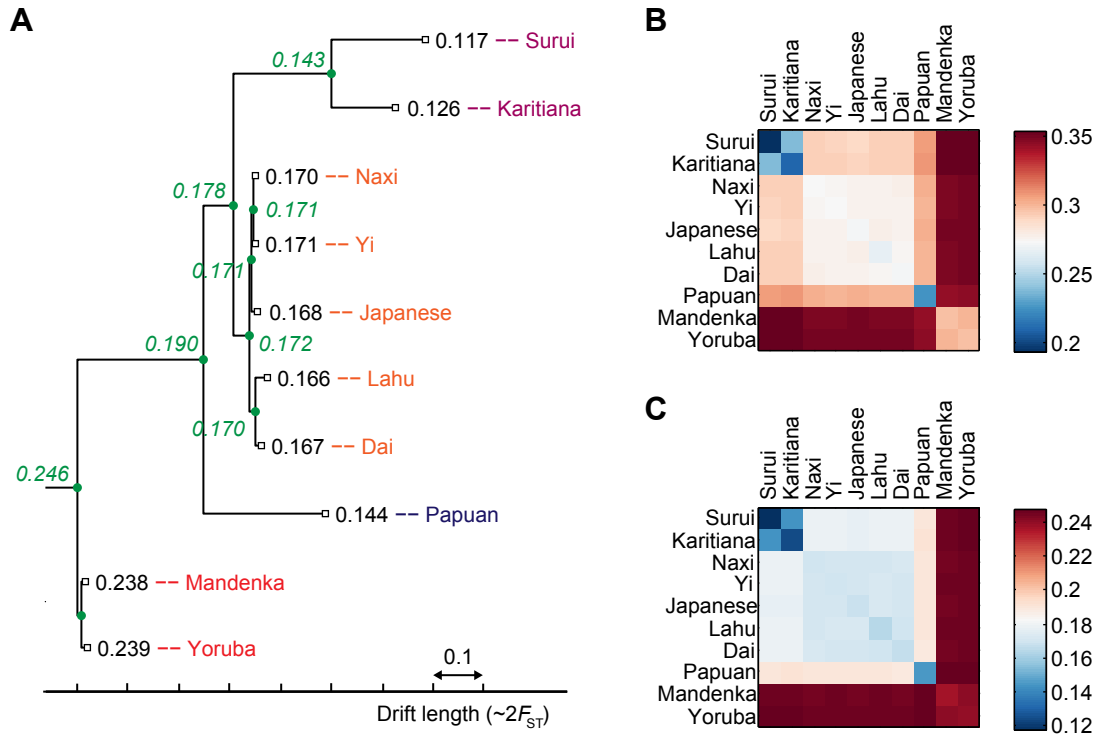 A
0.143
0.117 -- Surui
0.126 -- Karitiana
0.178
0.170 -- Naxi
0.171
0.171 -- Yi
0.171
0.168 -- Japanese
0.190
0.172
0.166 -- Lahu
0.170
0.167 -- Dai
0.246
0.144 -- Papuan
0.238 -- Mandenka
0.239 -- Yoruba
0.1
Drift length (~2FST)
B
Surui
Karitiana
Naxi
Yi
Japanese
Lahu
Dai
Papuan
Mandenka
Yoruba
Surui
Karitiana
Naxi
Yi
Japanese
Lahu
Dai
Papuan
Mandenka
Yoruba
0.35
0.3
0.25
0.2
C
Surui
Karitiana
Naxi
Yi
Japanese
Lahu
Dai
Papuan
Mandenka
Yoruba
Surui
Karitiana
Naxi
Yi
Japanese
Lahu
Dai
Papuan
Mandenka
Yoruba
0.24
0.22
0.2
0.18
0.16
0.14
0.12